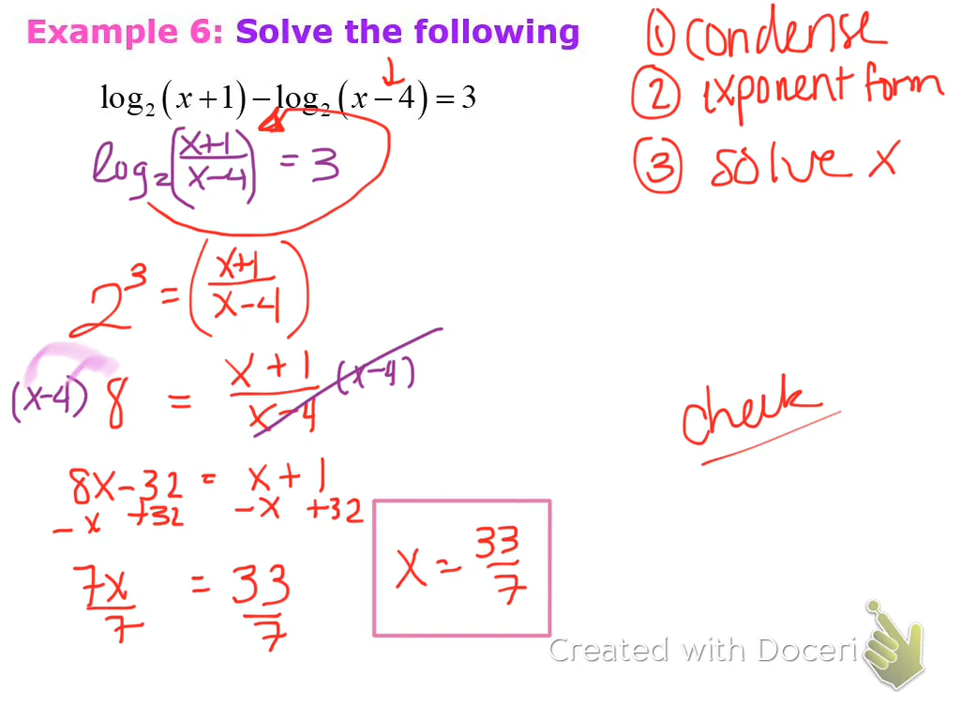 Example 6: Solve the following
log₂(x+1)−log₂(x−4)=3
log₂(x+1/x-4) = 3
2³ = (x+1/x-4)
(x-4) 8 = x+1/x-4 (x-4)
8x-32 = x+1
-x +32 -x +32
7x/7 = 33/7
x = 33/7
① condense
② exponent form
③ solve x
check
Created with Doceri